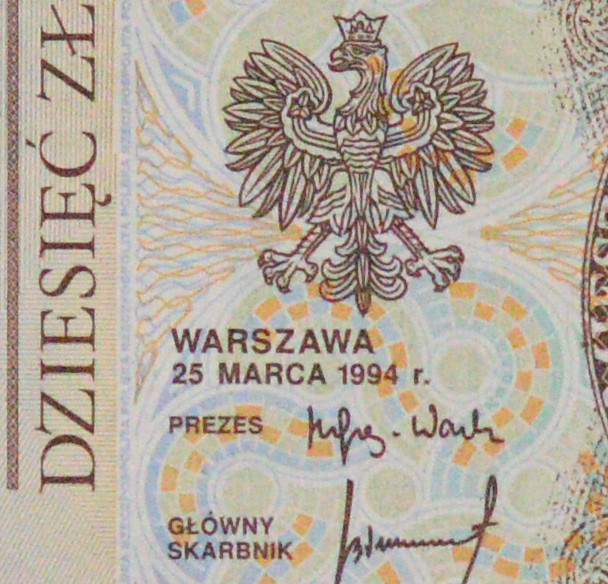 DZIESIĘĆ ZŁ
WARSZAWA
25 MARCA 1994 r.
PREZES
GŁÓWNY
SKARBNIK